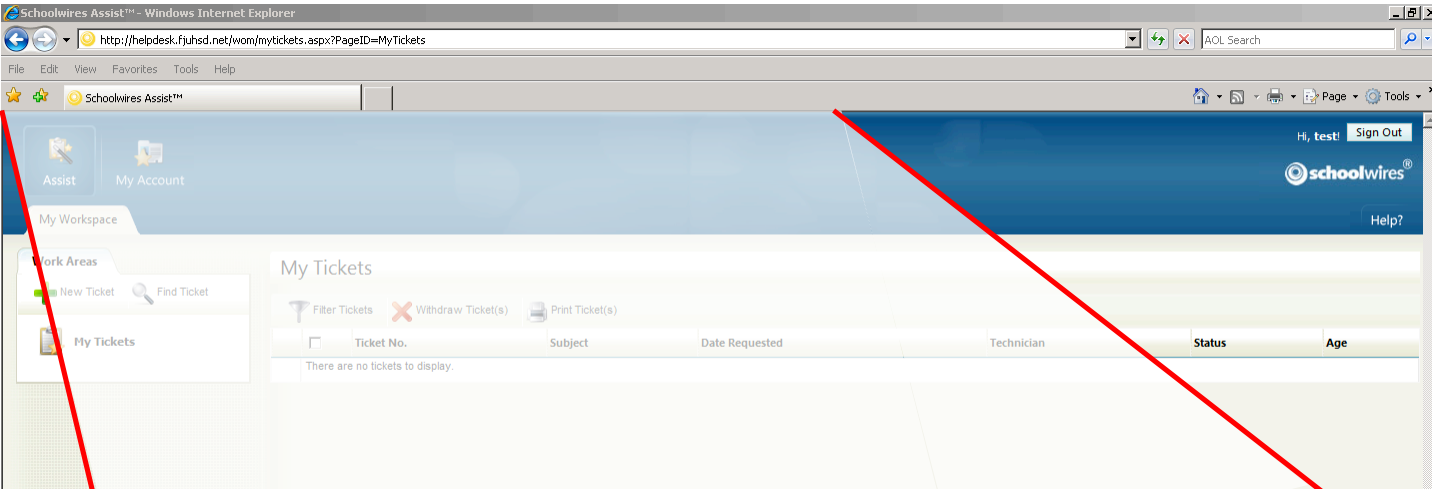 Schoolwires Assist™ - Windows Internet Explorer
http://helpdesk.fjuhsd.net/wom/mytickets.aspx?PageID=MyTickets
AOL Search
File Edit View Favorites Tools Help
Schoolwires Assist™
Page Tools
Hi, test! Sign Out
Assist My Account
schoolwires®
My Workspace
Help?
Work Areas
My Tickets
New Ticket Find Ticket
Filter Tickets Withdraw Ticket(s) Print Ticket(s)
My Tickets
Ticket No. Subject Date Requested Technician Status Age
There are no tickets to display.